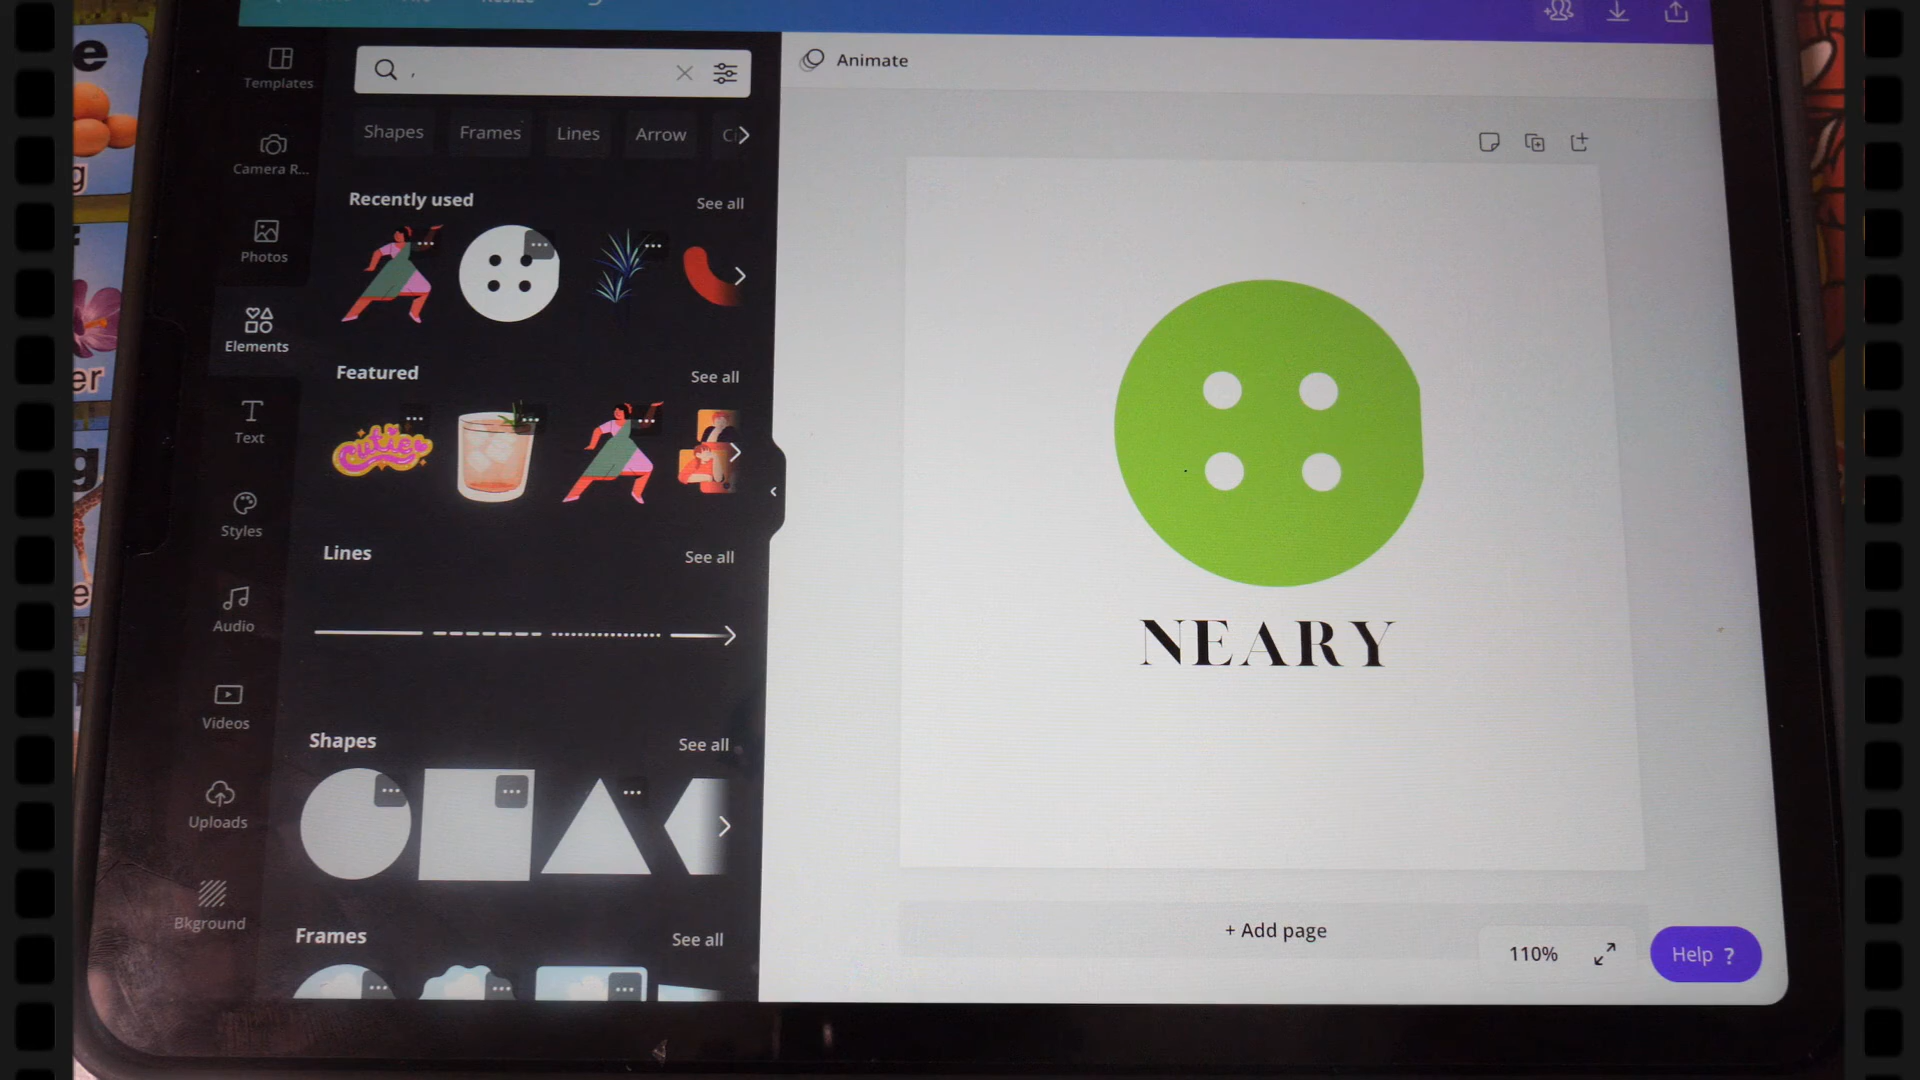 Templates
Camera R...
Photos
Elements
Text
Styles
Audio
Videos
Uploads
Bkground
,
Shapes
Frames
Lines
Arrow
Recently used
See all
Featured
See all
cutie
Lines
See all
Shapes
See all
Frames
See all
Animate
NEARY
+ Add page
110%
Help ?